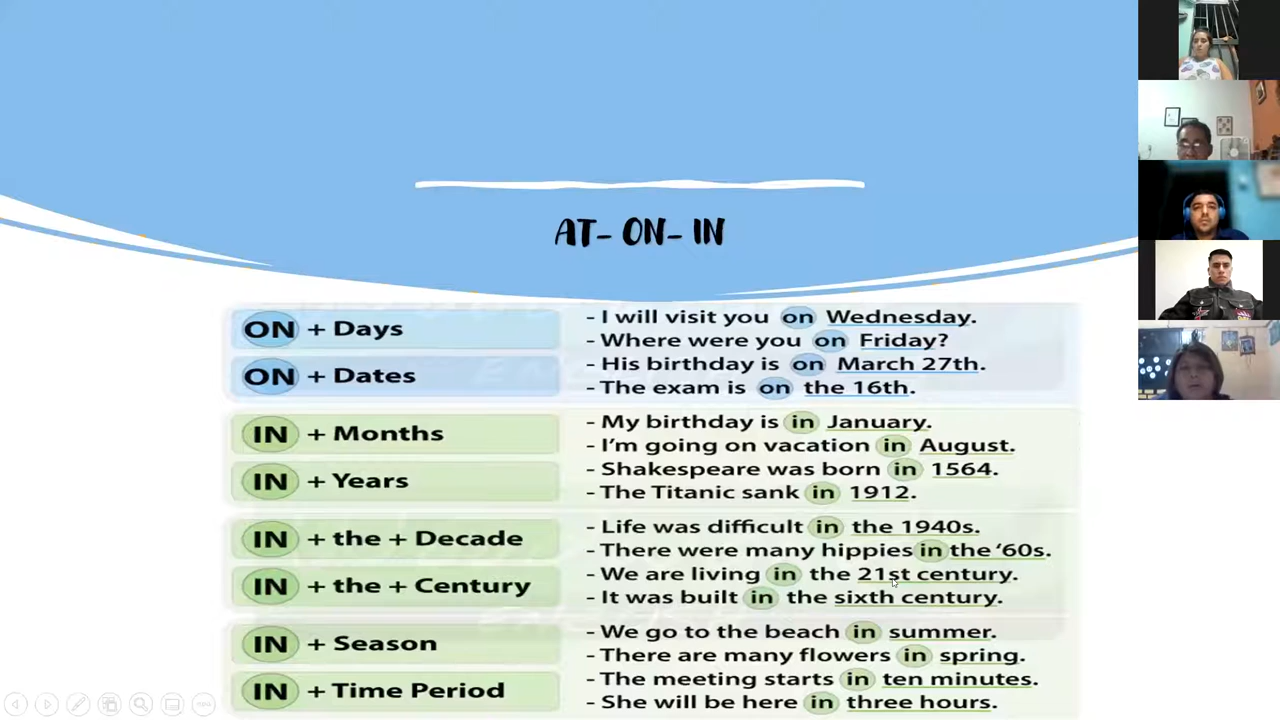 AT- ON- IN
ON + Days
- I will visit you on Wednesday.
- Where were you on Friday?
ON + Dates
- His birthday is on March 27th.
- The exam is on the 16th.
IN + Months
- My birthday is in January.
- I'm going on vacation in August.
IN + Years
- Shakespeare was born in 1564.
- The Titanic sank in 1912.
IN + the + Decade
- Life was difficult in the 1940s.
- There were many hippies in the '60s.
IN + the + Century
- We are living in the 21st century.
- It was built in the sixth century.
IN + Season
- We go to the beach in summer.
- There are many flowers in spring.
IN + Time Period
- The meeting starts in ten minutes.
- She will be here in three hours.